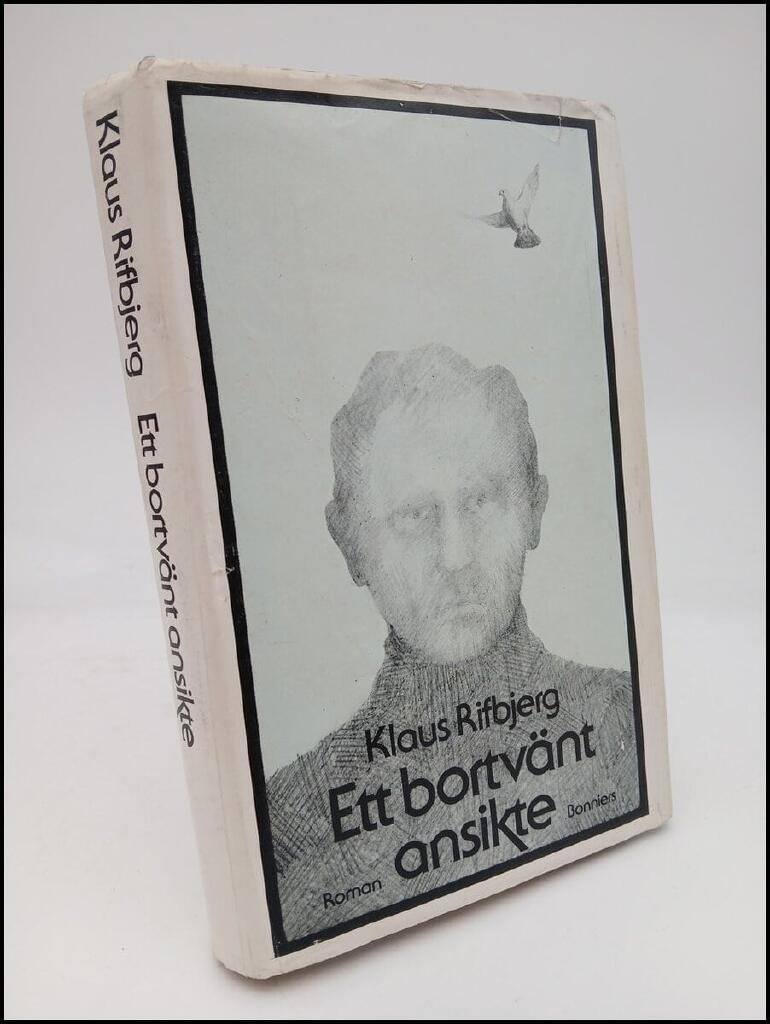 Klaus Rifbjerg Ett bortvänt ansikte
Klaus Rifbjerg
Ett bortvänt
ansikte
Bonniers
Roman